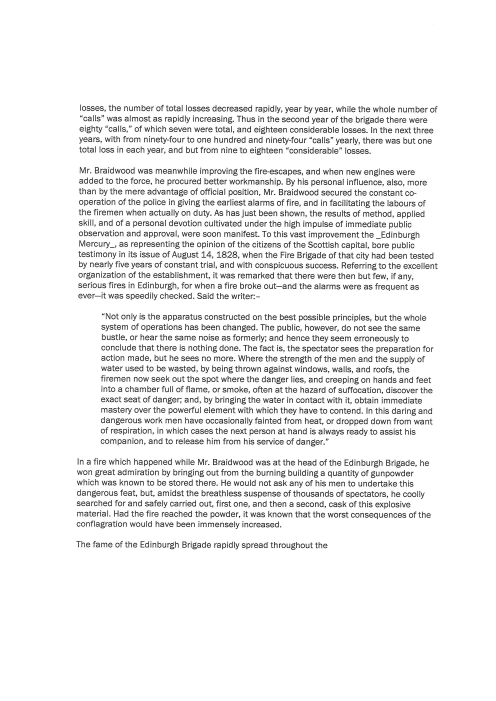 losses, the number of total losses decreased rapidly, year by year, while the whole number of
“calls” was almost as rapidly increasing. Thus in the second year of the brigade there were
eighty “calls,” of which seven were total, and eighteen considerable losses. In the next three
years, with from ninety-four to one hundred and ninety-four “calls” yearly, there was but one
total loss in each year, and but from nine to eighteen “considerable” losses.

Mr. Braidwood was meanwhile improving the fire-escapes, and when new engines were
added to the force, he procured better workmanship. By his personal influence, also, more
than by the mere advantage of official position, Mr. Braidwood secured the constant co-
operation of the police in giving the earliest alarms of fire, and in facilitating the labours of
the firemen when actually on duty. As has just been shown, the results of method, applied
skill, and of a personal devotion cultivated under the high impulse of immediate public
observation and approval, were soon manifest. To this vast improvement the _Edinburgh
Mercury_, as representing the opinion of the citizens of the Scottish capital, bore public
testimony in its issue of August 14, 1828, when the Fire Brigade of that city had been tested
by nearly five years of constant trial, and with conspicuous success. Referring to the excellent
organization of the establishment, it was remarked that there were then but few, if any,
serious fires in Edinburgh, for when a fire broke out—and the alarms were as frequent as
ever—it was speedily checked. Said the writer:–

“Not only is the apparatus constructed on the best possible principles, but the whole
system of operations has been changed. The public, however, do not see the same
bustle, or hear the same noise as formerly; and hence they seem erroneously to
conclude that there is nothing done. The fact is, the spectator sees the preparation for
action made, but he sees no more. Where the strength of the men and the supply of
water used to be wasted, by being thrown against windows, walls, and roofs, the
firemen now seek out the spot where the danger lies, and creeping on hands and feet
into a chamber full of flame, or smoke, often at the hazard of suffocation, discover the
exact seat of danger; and, by bringing the water in contact with it, obtain immediate
mastery over the powerful element with which they have to contend. In this daring and
dangerous work men have occasionally fainted from heat, or dropped down from want
of respiration, in which cases the next person at hand is always ready to assist his
companion, and to release him from his service of danger.”

In a fire which happened while Mr. Braidwood was at the head of the Edinburgh Brigade, he
won great admiration by bringing out from the burning building a quantity of gunpowder
which was known to be stored there. He would not ask any of his men to undertake this
dangerous feat, but, amidst the breathless suspense of thousands of spectators, he coolly
searched for and safely carried out, first one, and then a second, cask of this explosive
material. Had the fire reached the powder, it was known that the worst consequences of the
conflagration would have been immensely increased.

The fame of the Edinburgh Brigade rapidly spread throughout the